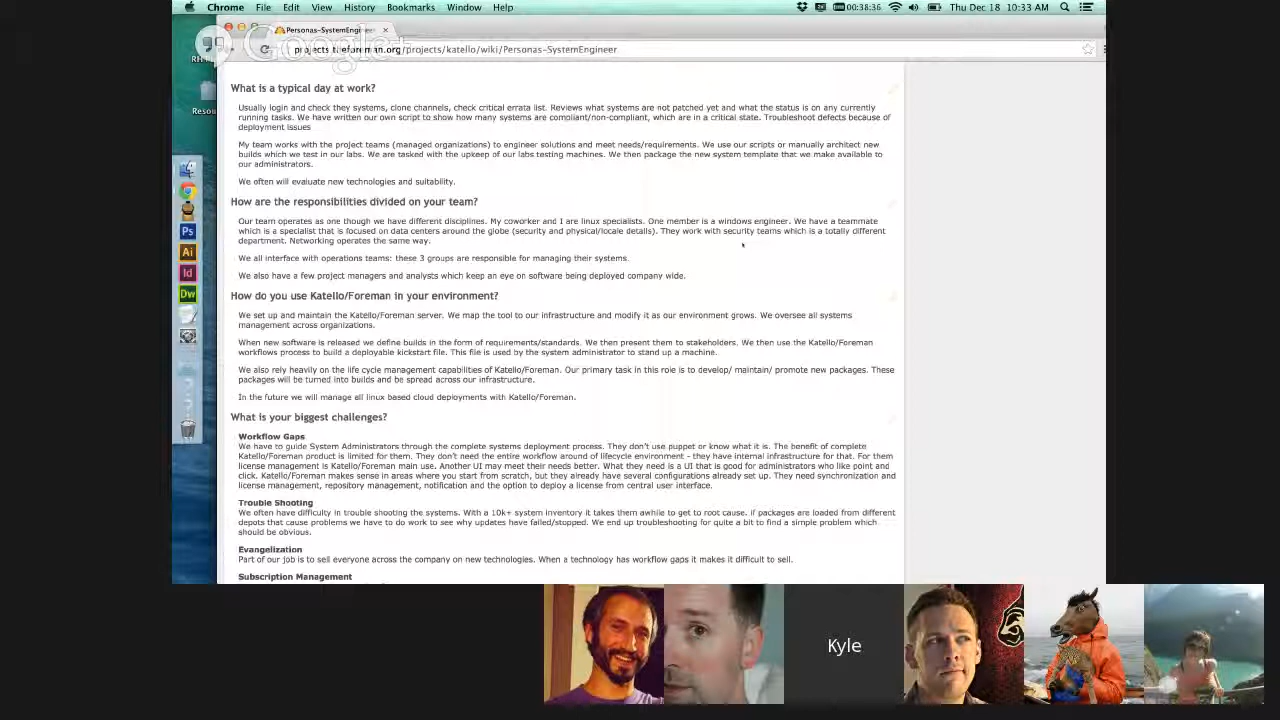 Chrome File Edit View History Bookmarks Window Help 00:38:36 Thu Dec 18 10:33 AM
Personas-SystemEngineer
Google+
projects.theforeman.org/projects/katello/wiki/Personas-SystemEngineer
What is a typical day at work?
Usually login and check they systems, clone channels, check critical errata list. Reviews what systems are not patched yet and what the status is on any currently
running tasks. We have written our own script to show how many systems are compliant/non-compliant, which are in a critical state. Troubleshoot defects because of
deployment issues
My team works with the project teams (managed organizations) to engineer solutions and meet needs/requirements. We use our scripts or manually architect new
builds which we test in our labs. We are tasked with the upkeep of our labs testing machines. We then package the new system template that we make available to
our administrators.
We often will evaluate new technologies and suitability.
How are the responsibilities divided on your team?
Our team operates as one though we have different disciplines. My coworker and I are linux specialists. One member is a windows engineer. We have a teammate
which is a specialist that is focused on data centers around the globe (security and physical/locale details). They work with security teams which is a totally different
department. Networking operates the same way.
We all interface with operations teams: these 3 groups are responsible for managing their systems.
We also have a few project managers and analysts which keep an eye on software being deployed company wide.
How do you use Katello/Foreman in your environment?
We set up and maintain the Katello/Foreman server. We map the tool to our infrastructure and modify it as our environment grows. We oversee all systems
management across organizations.
When new software is released we define builds in the form of requirements/standards. We then present them to stakeholders. We then use the Katello/Foreman
workflows process to build a deployable kickstart file. This file is used by the system administrator to stand up a machine.
We also rely heavily on the life cycle management capabilities of Katello/Foreman. Our primary task in this role is to develop/ maintain/ promote new packages. These
packages will be turned into builds and be spread across our infrastructure.
In the future we will manage all linux based cloud deployments with Katello/Foreman.
What is your biggest challenges?
Workflow Gaps
We have to guide System Administrators through the complete systems deployment process. They don't use puppet or know what it is. The benefit of complete
Katello/Foreman product is limited for them. They don't need the entire workflow around of lifecycle environment - they have internal infrastructure for that. For them
license management is Katello/Foreman main use. Another UI may meet their needs better. What they need is a UI that is good for administrators who like point and
click. Katello/Foreman makes sense in areas where you start from scratch, but they already have several configurations already set up. They need synchronization and
license management, repository management, notification and the option to deploy a license from central user interface.
Trouble Shooting
We often have difficulty in trouble shooting the systems. With a 10k+ system inventory it takes them awhile to get to root cause. if packages are loaded from different
depots that cause problems we have to do work to see why updates have failed/stopped. We end up troubleshooting for quite a bit to find a simple problem which
should be obvious.
Evangelization
Part of our job is to sell everyone across the company on new technologies. When a technology has workflow gaps it makes it difficult to sell.
Subscription Management
Ps
Ai
Id
Dw
Kyle